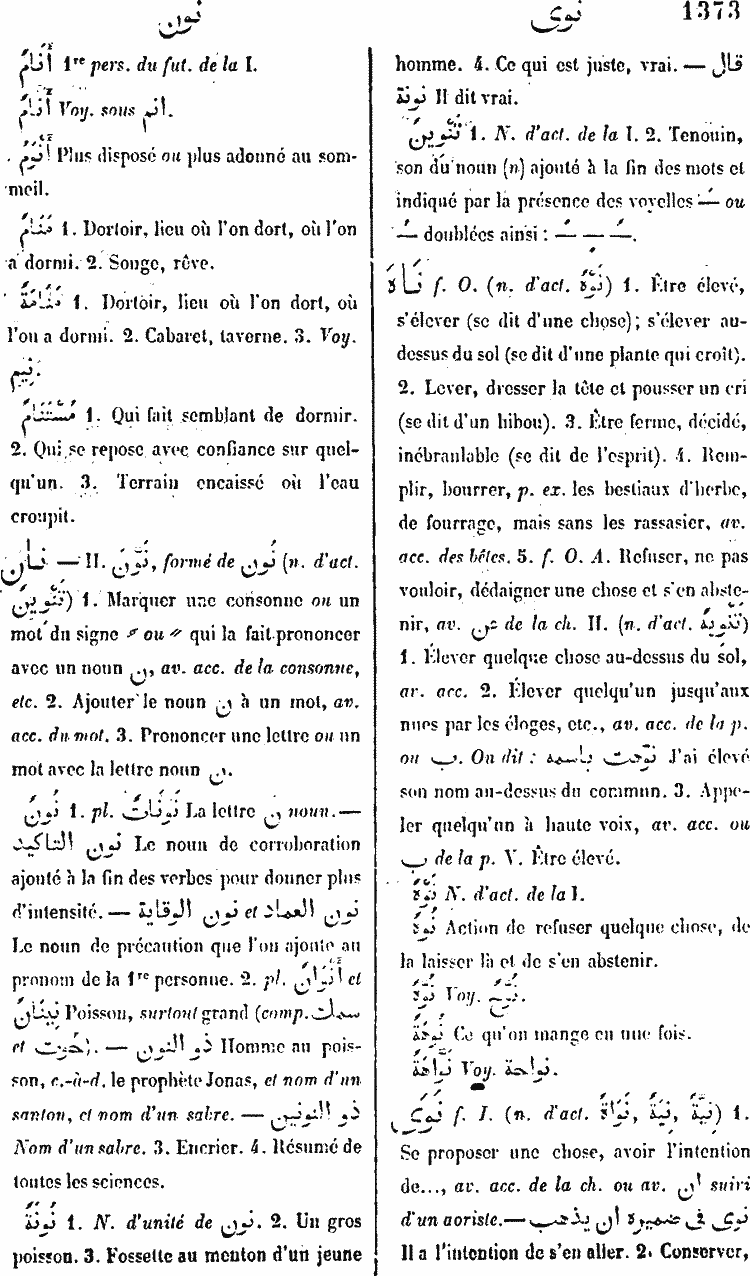 نون
نوى 1373
أَنَامُ 1re pers. du fut. de la I.
أَنَامٌ Voy. sous انم.
أَنْوَمُ Plus disposé ou plus adonné au som-
meil.
مَنَامٌ 1. Dortoir, lieu où l'on dort, où l'on
a dormi. 2. Songe, rêve.
مَنَامَةٌ 1. Dortoir, lieu où l'on dort, où
l'on a dormi. 2. Cabaret, taverne. 3. Voy.
نِيم.
مُسْتَنَامٌ 1. Qui fait semblant de dormir.
2. Qui se repose avec confiance sur quel-
qu'un. 3. Terrain encaissé où l'eau
croupit.
نان — II. نَوَّنَ, formé de نون (n. d'act.
تَنْوِينٌ) 1. Marquer une consonne ou un
mot du signe ou qui la fait prononcer
avec un noun ن, av. acc. de la consonne,
etc. 2. Ajouter le noun ن à un mot, av.
acc. du mot. 3. Prononcer une lettre ou un
mot avec la lettre noun ن.
نُونٌ 1. pl. نُونَاتٌ La lettre ن noun. —
نون التاكيد Le noun de corroboration
ajouté à la fin des verbes pour donner plus
d'intensité. — نون الوقاية et نون العماد
Le noun de précaution que l'on ajoute au
pronom de la 1re personne. 2. pl. أَنْوَانٌ et
نِينَانٌ Poisson, surtout grand (comp. سمك
et حُوت). — ذو النون Homme au pois-
son, c.-à-d. le prophète Jonas, et nom d'un
santon, et nom d'un sabre. — ذو النونين
Nom d'un sabre. 3. Encrier. 4. Résumé de
toutes les sciences.
نُونَةٌ 1. N. d'unité de نون. 2. Un gros
poisson. 3. Fossette au menton d'un jeune
homme. 4. Ce qui est juste, vrai. — قال
نونة Il dit vrai.
تَنْوِينٌ 1. N. d'act. de la I. 2. Tenouin,
son du noun (n) ajouté à la fin des mots et
indiqué par la présence des voyelles ou
doublées ainsi :
نَاهَ f. O. (n. d'act. نَوْهٌ) 1. Être élevé,
s'élever (se dit d'une chose); s'élever au-
dessus du sol (se dit d'une plante qui croît).
2. Lever, dresser la tête et pousser un cri
(se dit d'un hibou). 3. Être ferme, décidé,
inébranlable (se dit de l'esprit). 4. Rem-
plir, bourrer, p. ex. les bestiaux d'herbe,
de fourrage, mais sans les rassasier, av.
acc. des bêtes. 5. f. O. A. Refuser, ne pas
vouloir, dédaigner une chose et s'en abste-
nir, av. عن de la ch. II. (n. d'act. تَنْوِيهٌ)
1. Élever quelque chose au-dessus du sol,
av. acc. 2. Élever quelqu'un jusqu'aux
nues par les éloges, etc., av. acc. de la p.
ou ب. On dit : نوّهت باسمه J'ai élevé
son nom au-dessus du commun. 3. Appe-
ler quelqu'un à haute voix, av. acc. ou
ب de la p. V. Être élevé.
نَوْهٌ N. d'act. de la I.
Action de refuser quelque chose, de
la laisser là et de s'en abstenir.
Voy.
نَوْهَةٌ Ce qu'on mange en une fois.
نَوَّاهَةٌ Voy. نواحة.
نَوَى f. I. (n. d'act. نِيَّةٌ, نِيَةٌ, نَوَاةٌ) 1.
Se proposer une chose, avoir l'intention
de..., av. acc. de la ch. ou av. ان suivi
d'un aoriste. — نوى فى ضميره ان يذهب
Il a l'intention de s'en aller. 2. Conserver,